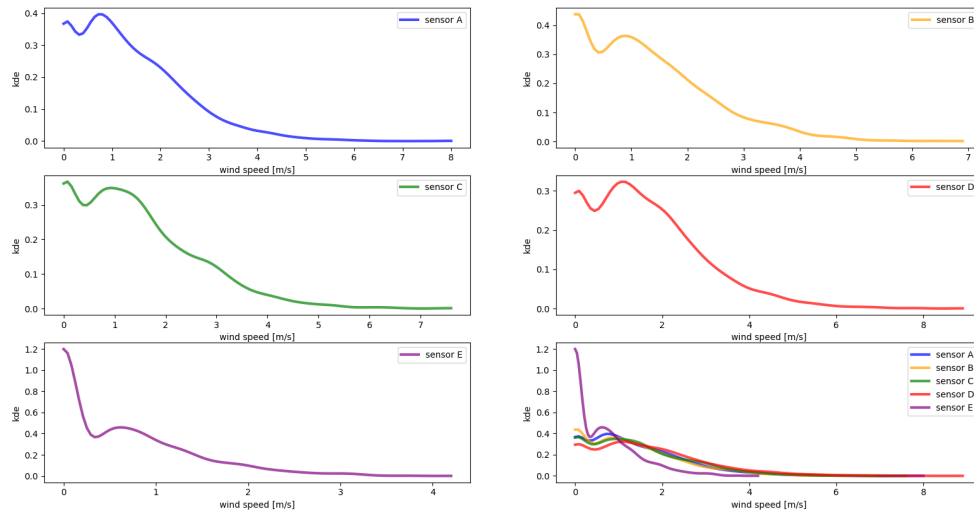 0.4
0.3
0.2
0.1
0.0
kde
sensor A
0 1 2 3 4 5 6 7 8
wind speed [m/s]
0.4
0.2
0.0
kde
sensor B
0 1 2 3 4 5 6 7
wind speed [m/s]
0.3
0.2
0.1
0.0
kde
sensor C
0 1 2 3 4 5 6 7
wind speed [m/s]
0.3
0.2
0.1
0.0
kde
sensor D
0 2 4 6 8
wind speed [m/s]
1.2
1.0
0.8
0.6
0.4
0.2
0.0
kde
sensor E
0 1 2 3 4
wind speed [m/s]
1.2
1.0
0.8
0.6
0.4
0.2
0.0
kde
sensor A
sensor B
sensor C
sensor D
sensor E
0 2 4 6 8
wind speed [m/s]